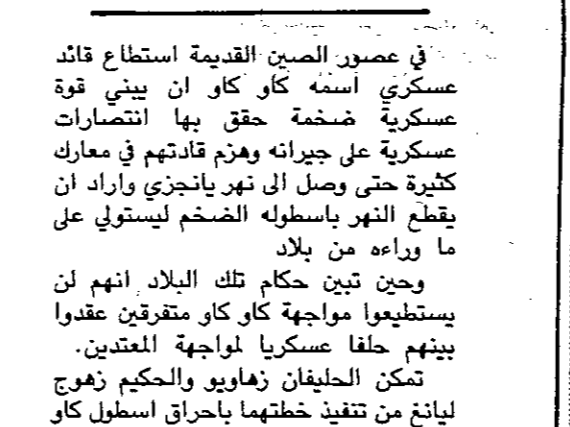 في عصور الصين القديمة استطاع قائد
عسكري اسمه كاو كاو ان يبني قوة
عسكرية ضخمة حقق بها انتصارات
عسكرية على جيرانه وهزم قادتهم في معارك
كثيرة حتى وصل الى نهر يانجزي واراد ان
يقطع النهر باسطوله الضخم ليستولي على
ما وراءه من بلاد
وحين تبين حكام تلك البلاد انهم لن
يستطيعوا مواجهة كاو كاو متفرقين عقدوا
بينهم حلفا عسكريا لمواجهة المعتدين.
تمكن الحليفان زهاويو والحكيم زهوج
ليانغ من تنفيذ خطتهما باحراق اسطول كاو